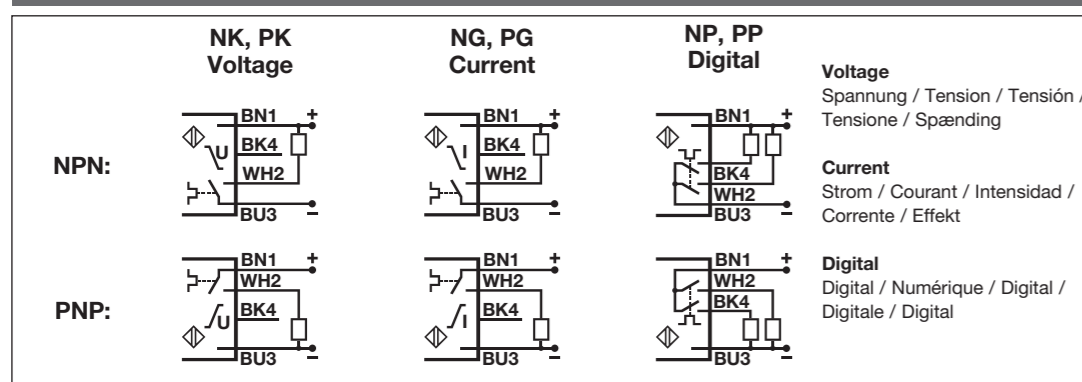 NK, PK
Voltage
NG, PG
Current
NP, PP
Digital
NPN:
BN1 +
U BK4
WH2
BU3 –
BN1 +
I BK4
WH2
BU3 –
BN1 +
BK4
WH2
BU3 –
PNP:
BN1 +
WH2
U BK4
BU3 –
BN1 +
WH2
I BK4
BU3 –
BN1 +
WH2
BK4
BU3 –
Voltage
Spannung / Tension / Tensión /
Tensione / Spænding
Current
Strom / Courant / Intensidad /
Corrente / Effekt
Digital
Digital / Numérique / Digital /
Digitale / Digital